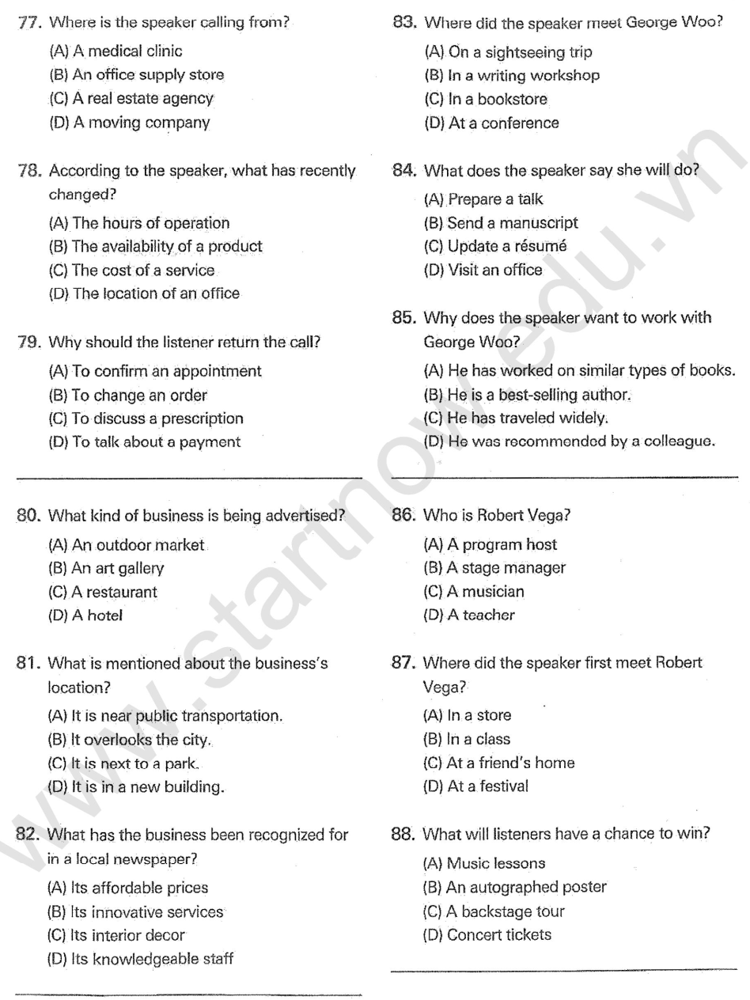 77. Where is the speaker calling from?
(A) A medical clinic
(B) An office supply store
(C) A real estate agency
(D) A moving company
78. According to the speaker, what has recently
changed?
(A) The hours of operation
(B) The availability of a product
(C) The cost of a service
(D) The location of an office
79. Why should the listener return the call?
(A) To confirm an appointment
(B) To change an order
(C) To discuss a prescription
(D) To talk about a payment
80. What kind of business is being advertised?
(A) An outdoor market
(B) An art gallery
(C) A restaurant
(D) A hotel
81. What is mentioned about the business's
location?
(A) It is near public transportation.
(B) It overlooks the city.
(C) It is next to a park.
(D) It is in a new building.
82. What has the business been recognized for
in a local newspaper?
(A) Its affordable prices
(B) Its innovative services
(C) Its interior decor
(D) Its knowledgeable staff
83. Where did the speaker meet George Woo?
(A) On a sightseeing trip
(B) In a writing workshop
(C) In a bookstore
(D) At a conference
84. What does the speaker say she will do?
(A) Prepare a talk
(B) Send a manuscript
(C) Update a résumé
(D) Visit an office
85. Why does the speaker want to work with
George Woo?
(A) He has worked on similar types of books.
(B) He is a best-selling author.
(C) He has traveled widely.
(D) He was recommended by a colleague.
86. Who is Robert Vega?
(A) A program host
(B) A stage manager
(C) A musician
(D) A teacher
87. Where did the speaker first meet Robert
Vega?
(A) In a store
(B) In a class
(C) At a friend's home
(D) At a festival
88. What will listeners have a chance to win?
(A) Music lessons
(B) An autographed poster
(C) A backstage tour
(D) Concert tickets
www.startnow.edu.vn